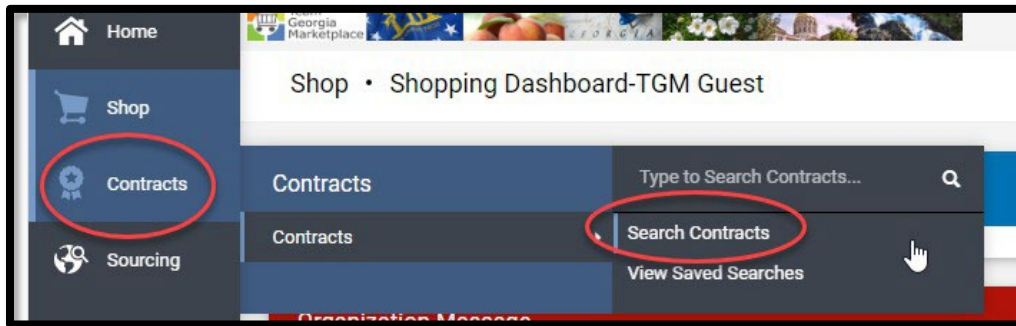 Home
Georgia
Marketplace
GEORGIA
Shop • Shopping Dashboard-TGM Guest
Shop
Contracts
Contracts
Type to Search Contracts...
Contracts
Search Contracts
Sourcing
View Saved Searches
Organization Message